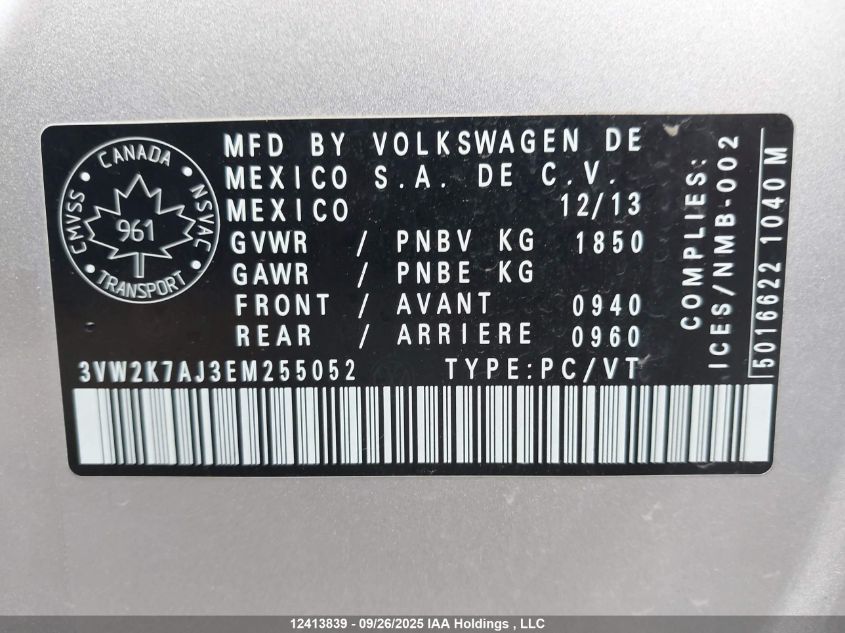 CANADA
CMVSS
NSVAC
961
TRANSPORT
MFD BY VOLKSWAGEN DE
MEXICO S.A. DE C.V.
MEXICO 12/13
GVWR / PNBV KG 1850
GAWR / PNBE KG
FRONT / AVANT 0940
REAR / ARRIERE 0960
3VW2K7AJ3EM255052 TYPE:PC/VT
COMPLIES:
ICES/NMB-002
5016622 1040 M
12413839 - 09/26/2025 IAA Holdings , LLC